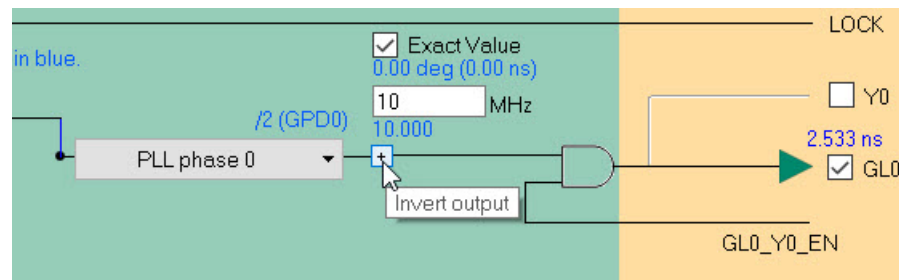 LOCK
Exact Value
in blue.
0.00 deg (0.00 ns)
10 MHz
Y0
/2 (GPD0)
10.000
2.533 ns
PLL phase 0
+
GL0
Invert output
GL0_Y0_EN